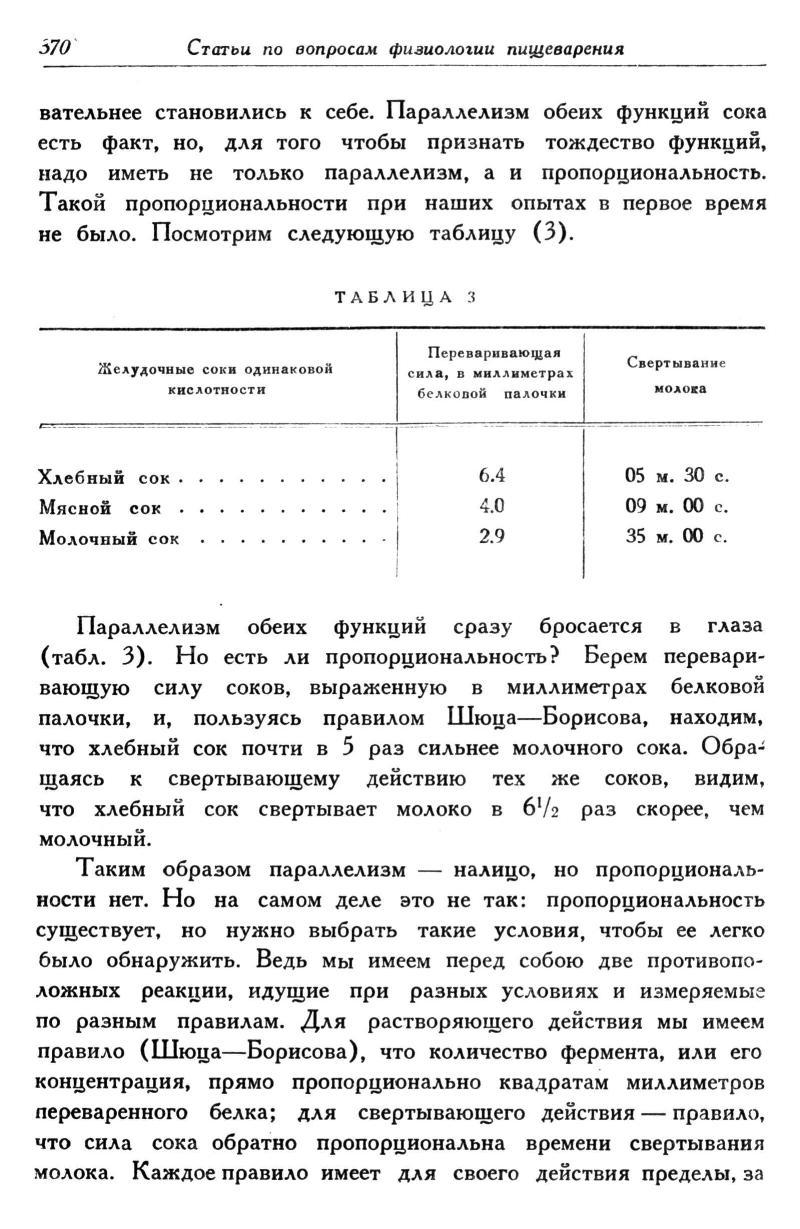 370
Статьи по вопросам физиологии пищеварения
вательнее становились к себе. Параллелизм обеих функций сока
есть факт, но, для того чтобы признать тождество функций,
надо иметь не только параллелизм, а и пропорциональность.
Такой пропорциональности при наших опытах в первое время
не было. Посмотрим следующую таблицу (3).
ТАБЛИЦА 3
Желудочные соки одинаковой
кислотности
Переваривающая
сила, в миллиметрах
белковой палочки
Свертывание
молока
Хлебный сок . . . . . . . . . . . 6.4 05 м. 30 с.
Мясной сок . . . . . . . . . . . 4.0 09 м. 00 с.
Молочный сок . . . . . . . . . . 2.9 35 м. 00 с.
Параллелизм обеих функций сразу бросается в глаза
(табл. 3). Но есть ли пропорциональность? Берем перевари-
вающую силу соков, выраженную в миллиметрах белковой
палочки, и, пользуясь правилом Шюца—Борисова, находим,
что хлебный сок почти в 5 раз сильнее молочного сока. Обра-
щаясь к свертывающему действию тех же соков, видим,
что хлебный сок свертывает молоко в 6¹/₂ раз скорее, чем
молочный.
Таким образом параллелизм — налицо, но пропорциональ-
ности нет. Но на самом деле это не так: пропорциональность
существует, но нужно выбрать такие условия, чтобы ее легко
было обнаружить. Ведь мы имеем перед собою две противопо-
ложных реакции, идущие при разных условиях и измеряемые
по разным правилам. Для растворяющего действия мы имеем
правило (Шюца—Борисова), что количество фермента, или его
концентрация, прямо пропорционально квадратам миллиметров
переваренного белка; для свертывающего действия — правило,
что сила сока обратно пропорциональна времени свертывания
молока. Каждое правило имеет для своего действия пределы, за